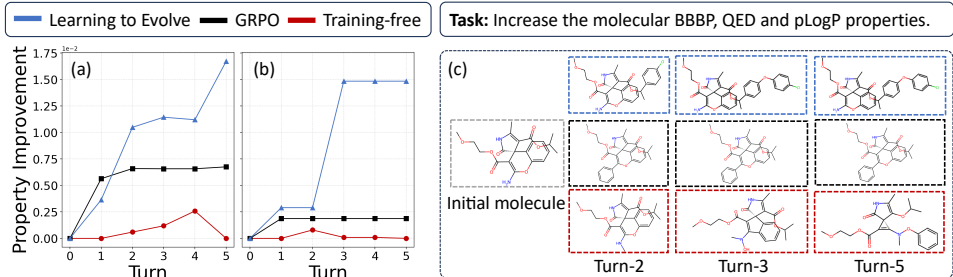 Learning to Evolve GRPO Training-free
Task: Increase the molecular BBBP, QED and pLogP properties.
1e-2
Property Improvement
1.75
1.50
1.25
1.00
0.75
0.50
0.25
0.00
(a)
0 1 2 3 4 5
Turn
(b)
0 1 2 3 4 5
Turn
(c)
Initial molecule
Turn-2 Turn-3 Turn-5